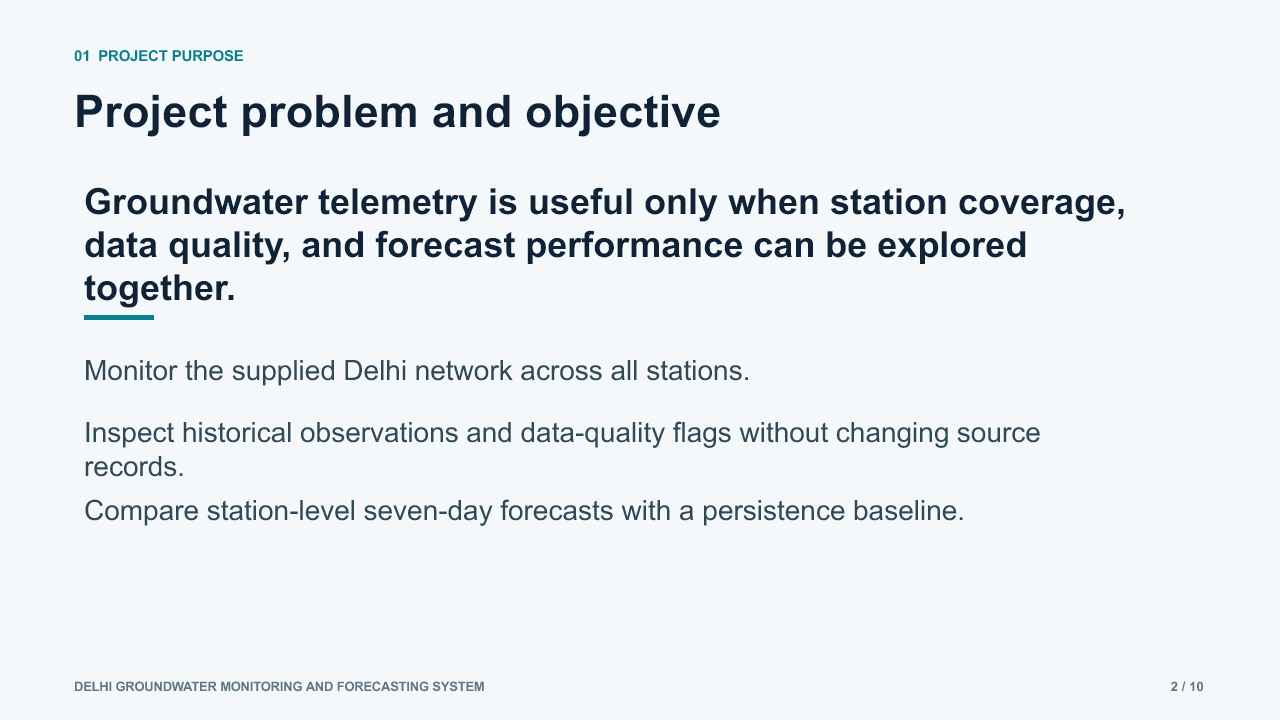 01 PROJECT PURPOSE
Project problem and objective
Groundwater telemetry is useful only when station coverage,
data quality, and forecast performance can be explored
together.
Monitor the supplied Delhi network across all stations.
Inspect historical observations and data-quality flags without changing source
records.
Compare station-level seven-day forecasts with a persistence baseline.
DELHI GROUNDWATER MONITORING AND FORECASTING SYSTEM
2 / 10